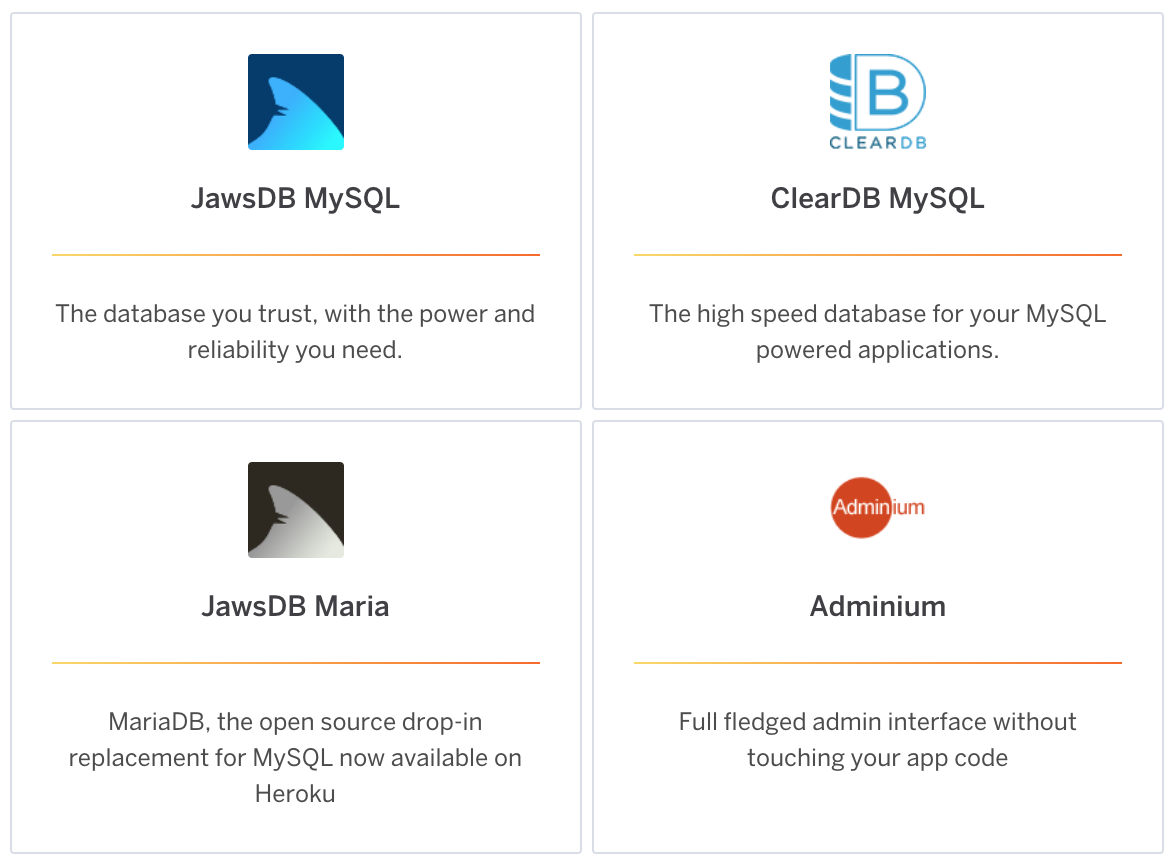 JawsDB MySQL
The database you trust, with the power and
reliability you need.
B
CLEARDB
ClearDB MySQL
The high speed database for your MySQL
powered applications.
JawsDB Maria
MariaDB, the open source drop-in
replacement for MySQL now available on
Heroku
Adminium
Adminium
Full fledged admin interface without
touching your app code